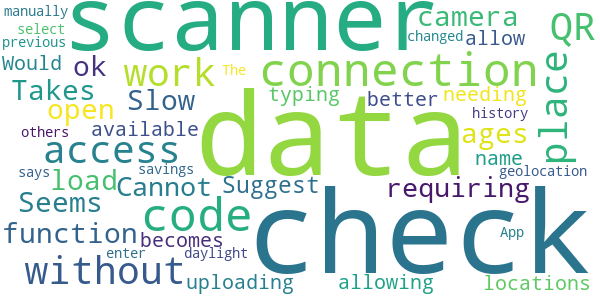 manually
scanner
camera
QR
select
previous
changed
allow
Would
ok
work
The
connection
place
Takes
Slow
typing
better
needing
open
data
history
others
available
ages
access
name
says
load
savings
geolocation
Cannot
Suggest
requiring
Seems
code
check
function
becomes
App
without
enter
daylight
uploading
allowing
locations